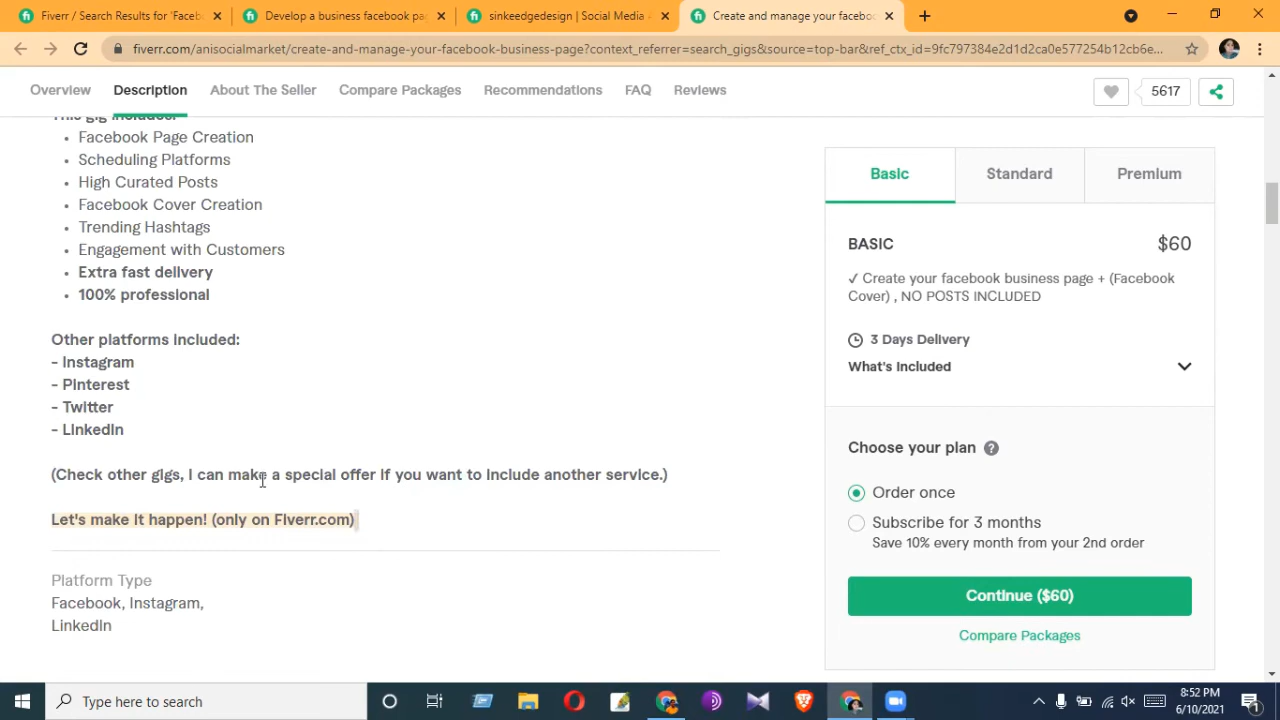 Fiverr / Search Results for 'Faceb
Develop a business facebook pa
sinkeedgedesign | Social Media
Create and manage your facebo
fiverr.com/anisocialmarket/create-and-manage-your-facebook-business-page?context_referrer=search_gigs&source=top-bar&ref_ctx_id=9fc797384e2d1d2ca0e577254b12cb6e...
Overview
Description
About The Seller
Compare Packages
Recommendations
FAQ
Reviews
5617
This gig includes:
• Facebook Page Creation
• Scheduling Platforms
• High Curated Posts
• Facebook Cover Creation
• Trending Hashtags
• Engagement with Customers
• Extra fast delivery
• 100% professional
Other platforms included:
- Instagram
- Pinterest
- Twitter
- LinkedIn
(Check other gigs, I can make a special offer if you want to include another service.)
Let's make it happen! (only on Fiverr.com)
Platform Type
Facebook, Instagram,
LinkedIn
Basic
Standard
Premium
BASIC
$60
✓ Create your facebook business page + (Facebook
Cover) , NO POSTS INCLUDED
3 Days Delivery
What's Included
Choose your plan
Order once
Subscribe for 3 months
Save 10% every month from your 2nd order
Continue ($60)
Compare Packages
Type here to search
8:52 PM
6/10/2021
1